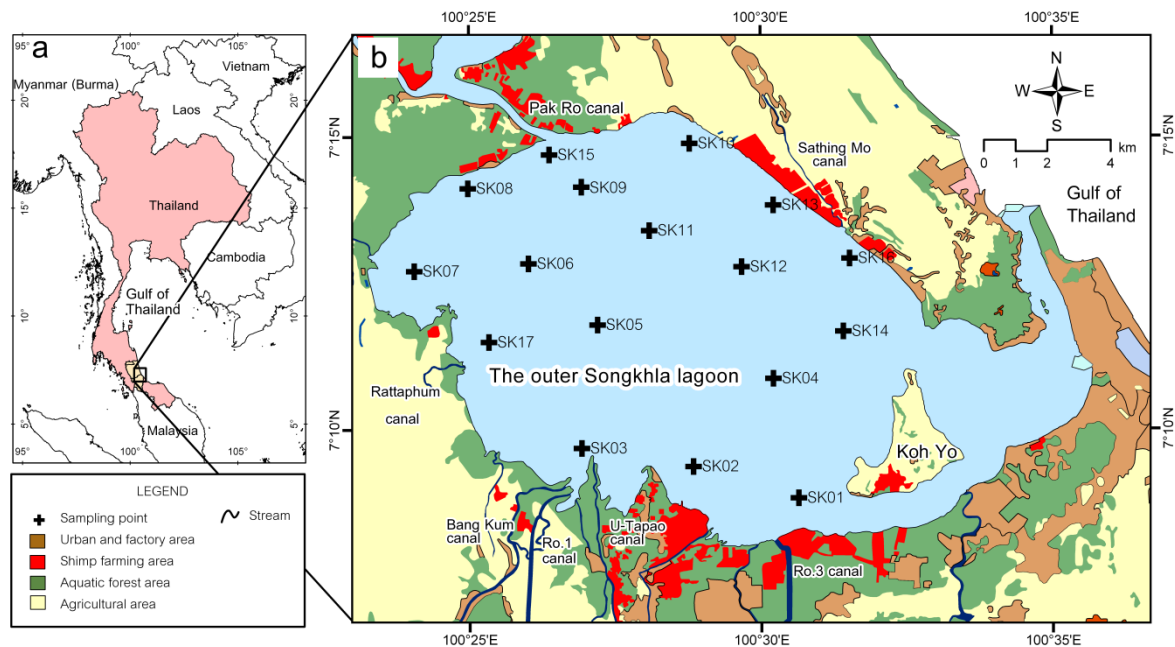 a
95°
100°
105°
Vietnam
Myanmar (Burma)
20°
20°
Laos
Thailand
15°
15°
Cambodia
Gulf of
Thailand
10°
10°
5°
5°
Malaysia
95°
100°
105°
LEGEND
Sampling point
Stream
Urban and factory area
Shimp farming area
Aquatic forest area
Agricultural area
b
100°25'E
100°30'E
100°35'E
7°15'N
7°15'N
7°10'N
7°10'N
100°25'E
100°30'E
100°35'E
N
W
E
S
0 1 2 4 km
Pak Ro canal
Sathing Mo
canal
Gulf of
Thailand
SK10
SK15
SK08
SK09
SK13
SK11
SK16
SK07
SK06
SK12
SK05
SK14
SK17
The outer Songkhla lagoon
SK04
Rattaphum
canal
Koh Yo
SK03
SK02
SK01
Bang Kum
canal
Ro.1
canal
U-Tapao
canal
Ro.3 canal